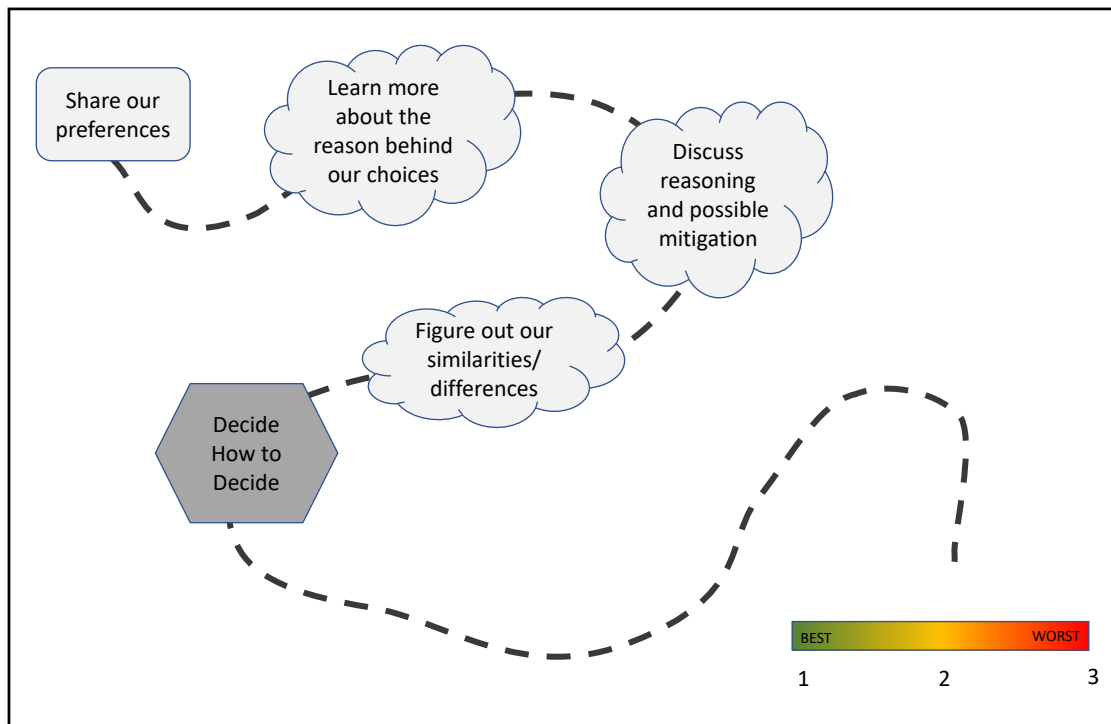 Share our
preferences
Learn more
about the
reason behind
our choices
Discuss
reasoning
and possible
mitigation
Figure out our
similarities/
differences
Decide
How to
Decide
BEST WORST
1 2 3